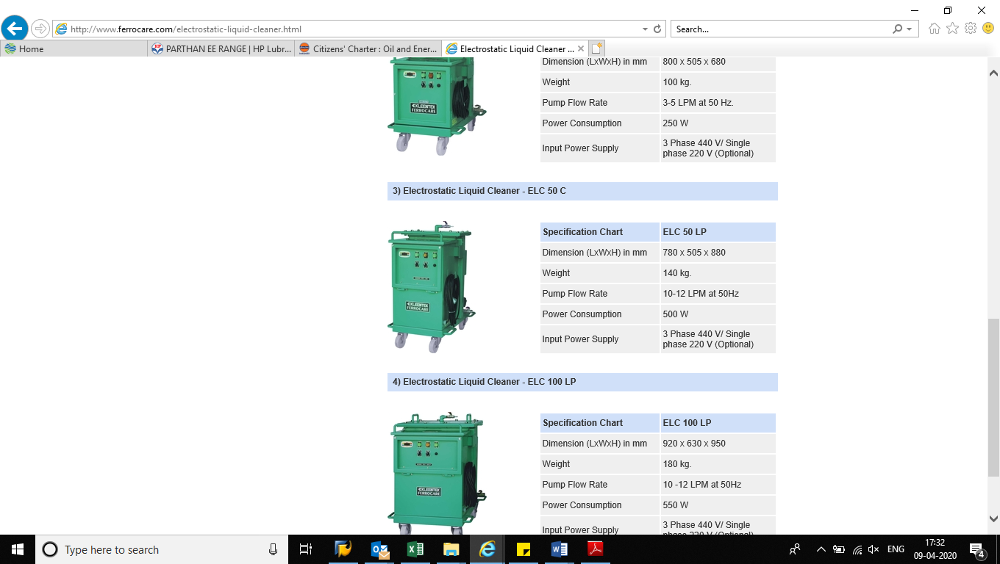 http://www.ferrocare.com/electrostatic-liquid-cleaner.html
Search...
Home
PARTHAN EE RANGE | HP Lubr...
Citizens' Charter : Oil and Ener...
Electrostatic Liquid Cleaner ...
Dimension (LxWxH) in mm 800 x 505 x 680
Weight 100 kg.
Pump Flow Rate 3-5 LPM at 50 Hz.
Power Consumption 250 W
Input Power Supply 3 Phase 440 V/ Single
phase 220 V (Optional)
KLEENTEK
FERROCARE
3) Electrostatic Liquid Cleaner - ELC 50 C
Specification Chart ELC 50 LP
Dimension (LxWxH) in mm 780 x 505 x 880
Weight 140 kg.
Pump Flow Rate 10-12 LPM at 50Hz
Power Consumption 500 W
Input Power Supply 3 Phase 440 V/ Single
phase 220 V (Optional)
KLEENTEK
FERROCARE
4) Electrostatic Liquid Cleaner - ELC 100 LP
Specification Chart ELC 100 LP
Dimension (LxWxH) in mm 920 x 630 x 950
Weight 180 kg.
Pump Flow Rate 10 -12 LPM at 50Hz
Power Consumption 550 W
Input Power Supply 3 Phase 440 V/ Single
phase 220 V (Optional)
KLEENTEK
FERROCARE
Type here to search
ENG
17:32
09-04-2020
4